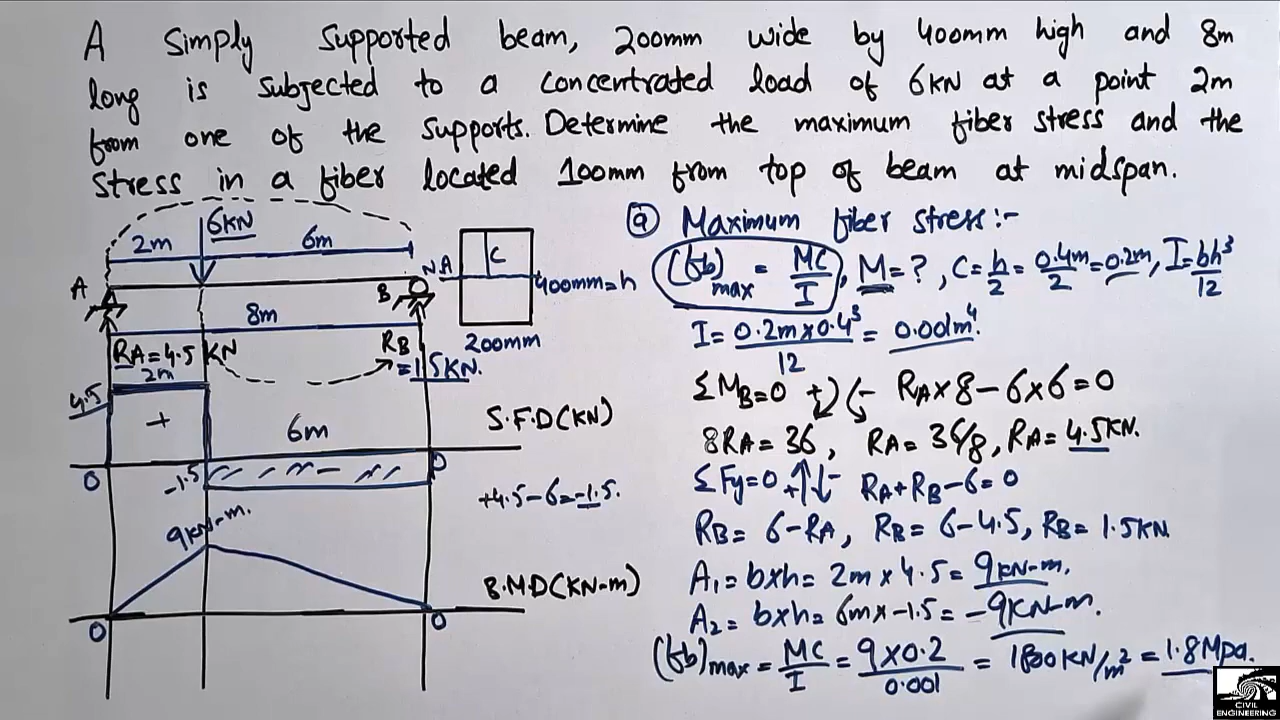 A Simply Supported beam, 200mm wide by 400mm high and 8m
long is subjected to a concentrated load of 6KN at a point 2m
from one of the supports. Determine the maximum fiber stress and the
stress in a fiber located 100mm from top of beam at midspan.
6KN
2m 6m
A B
8m
RA=4.5 KN
RB
=1.5KN.
N A
C
400mm=h
200mm
2m
4.5
+
6m
S.F.D(KN)
0 -1.5 0
+4.5-6=-1.5.
9KN-m.
B.M.D(KN-m)
0 0
ⓐ Maximum fiber stress:-
(fb)max = MC/I, M=?, C=h/2=0.4m/2=0.2m, I=bh³/12
I= 0.2m×0.4³/12 = 0.001m⁴.
ΣMB=0 +) (- RA×8-6×6=0
8RA=36, RA=36/8, RA=4.5KN.
ΣFy=0 +↑↓- RA+RB-6=0
RB=6-RA, RB=6-4.5, RB=1.5KN
A₁=b×h= 2m×4.5=9KN-m.
A₂=b×h= 6m×-1.5=-9KN-m.
(fb)max = MC/I = 9×0.2/0.001 = 1800KN/m² = 1.8Mpa.
CIVIL
ENGINEERING